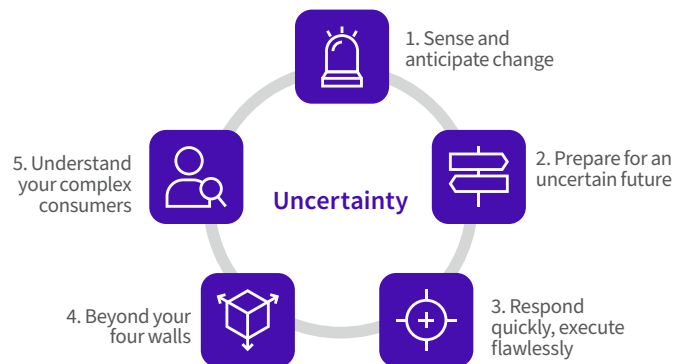 1. Sense and
anticipate change
2. Prepare for an
uncertain future
3. Respond
quickly, execute
flawlessly
4. Beyond your
four walls
5. Understand
your complex
consumers
Uncertainty